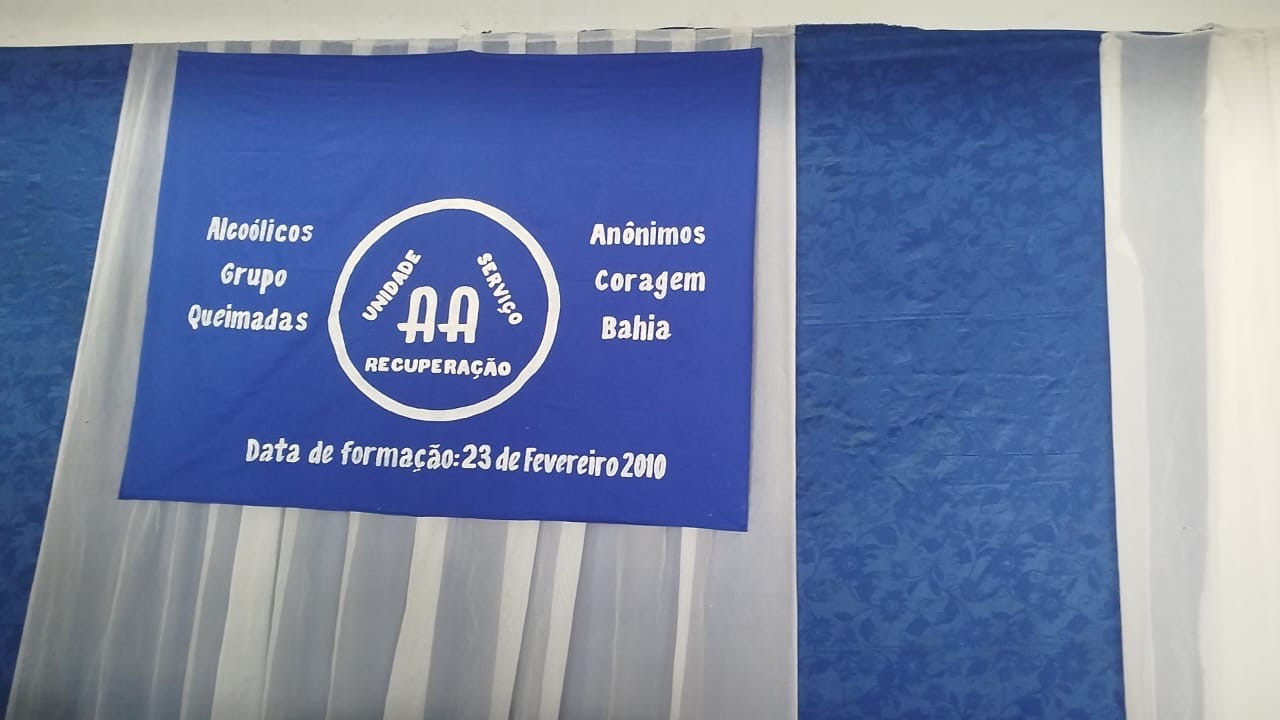 Alcoólicos Anônimos
Grupo Coragem
Queimadas Bahia
UNIDADE
SERVIÇO
AA
RECUPERAÇÃO
Data de formação: 23 de Fevereiro 2010